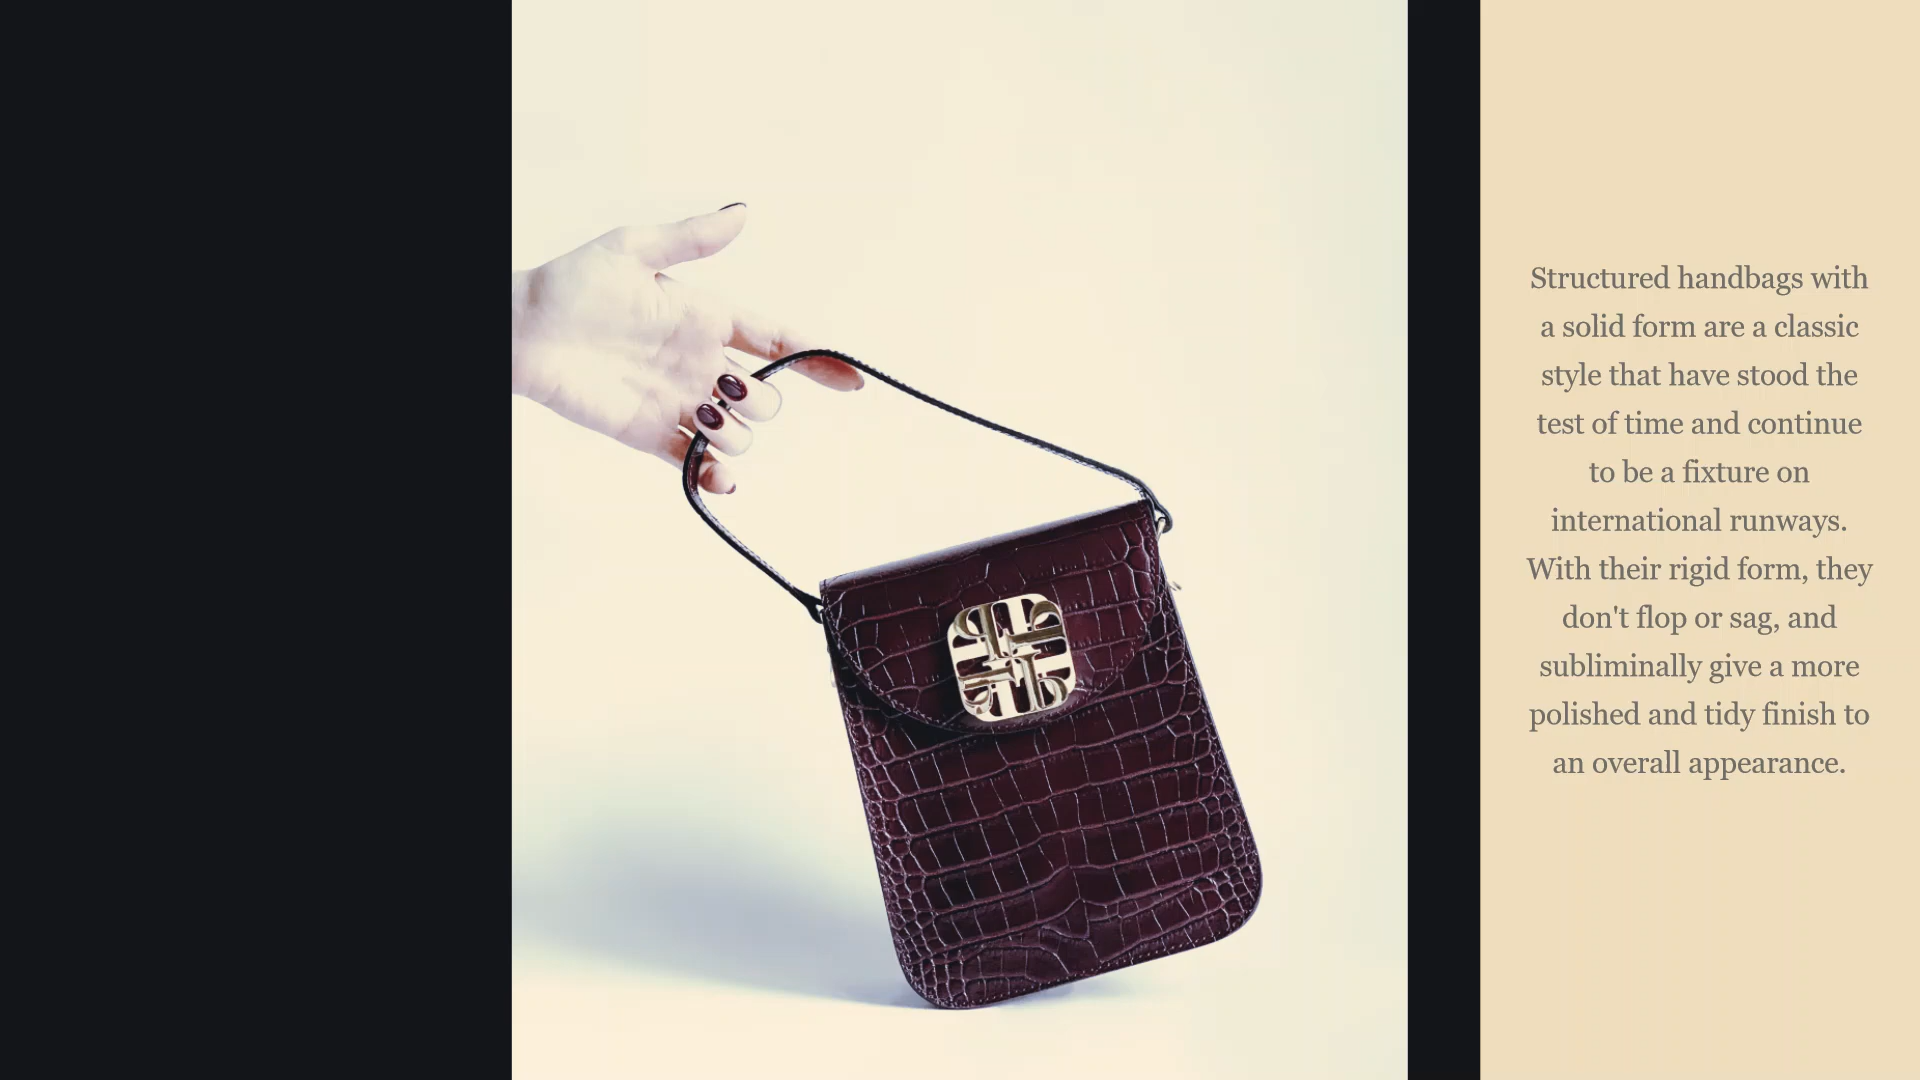 Structured handbags with
a solid form are a classic
style that have stood the
test of time and continue
to be a fixture on
international runways.
With their rigid form, they
don't flop or sag, and
subliminally give a more
polished and tidy finish to
an overall appearance.